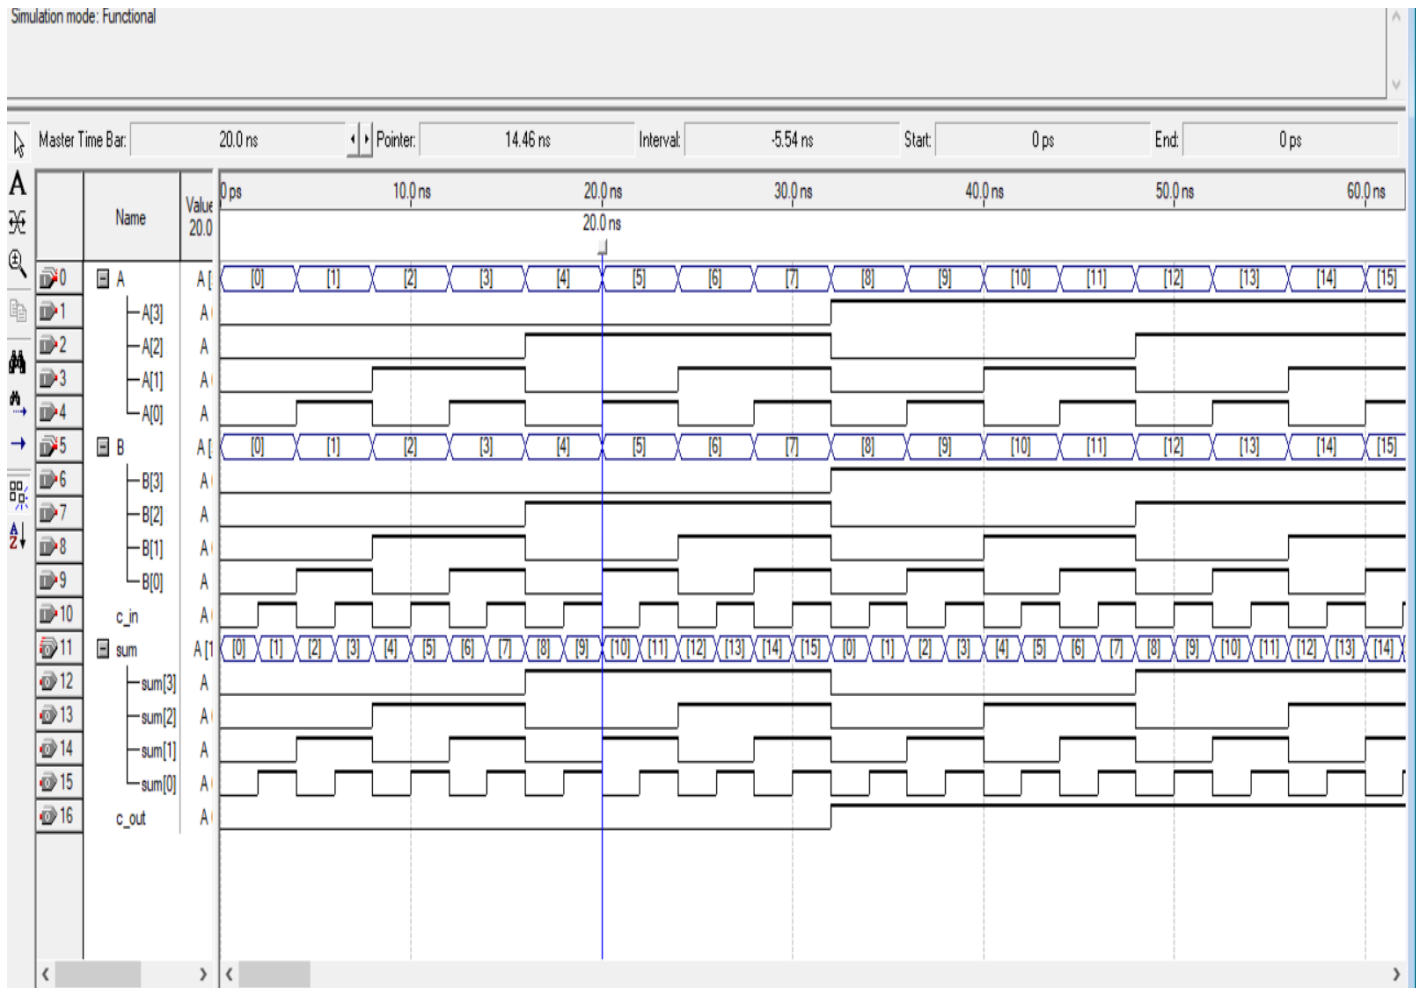 Simulation mode: Functional
Master Time Bar: 20.0 ns Pointer: 14.46 ns Interval: -5.54 ns Start: 0 ps End: 0 ps
Name Value 20.0 0 ps 10.0 ns 20.0 ns 30.0 ns 40.0 ns 50.0 ns 60.0 ns
20.0 ns
0 A A [ [0] [1] [2] [3] [4] [5] [6] [7] [8] [9] [10] [11] [12] [13] [14] [15]
1 A[3] A
2 A[2] A
3 A[1] A
4 A[0] A
5 B A [ [0] [1] [2] [3] [4] [5] [6] [7] [8] [9] [10] [11] [12] [13] [14] [15]
6 B[3] A
7 B[2] A
8 B[1] A
9 B[0] A
10 c_in A
11 sum A [1 [0] [1] [2] [3] [4] [5] [6] [7] [8] [9] [10] [11] [12] [13] [14] [15] [0] [1] [2] [3] [4] [5] [6] [7] [8] [9] [10] [11] [12] [13] [14]
12 sum[3] A
13 sum[2] A
14 sum[1] A
15 sum[0] A
16 c_out A